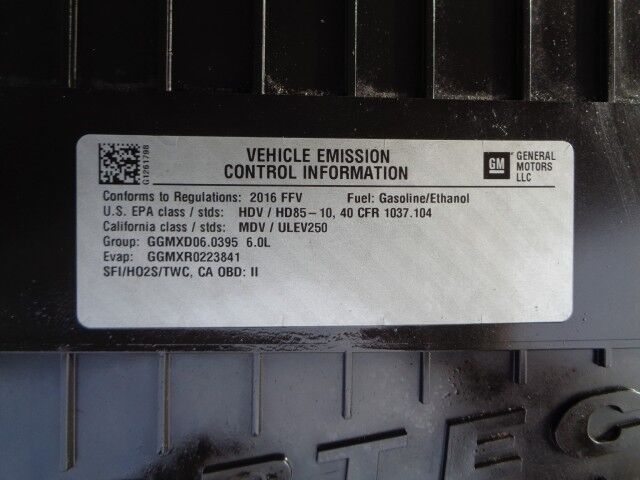 G1261798
VEHICLE EMISSION
CONTROL INFORMATION
GM
GENERAL
MOTORS
LLC
Conforms to Regulations: 2016 FFV Fuel: Gasoline/Ethanol
U.S. EPA class / stds: HDV / HD85-10, 40 CFR 1037.104
California class / stds: MDV / ULEV250
Group: GGMXD06.0395 6.0L
Evap: GGMXR0223841
SFI/HO2S/TWC, CA OBD: II
RTEC